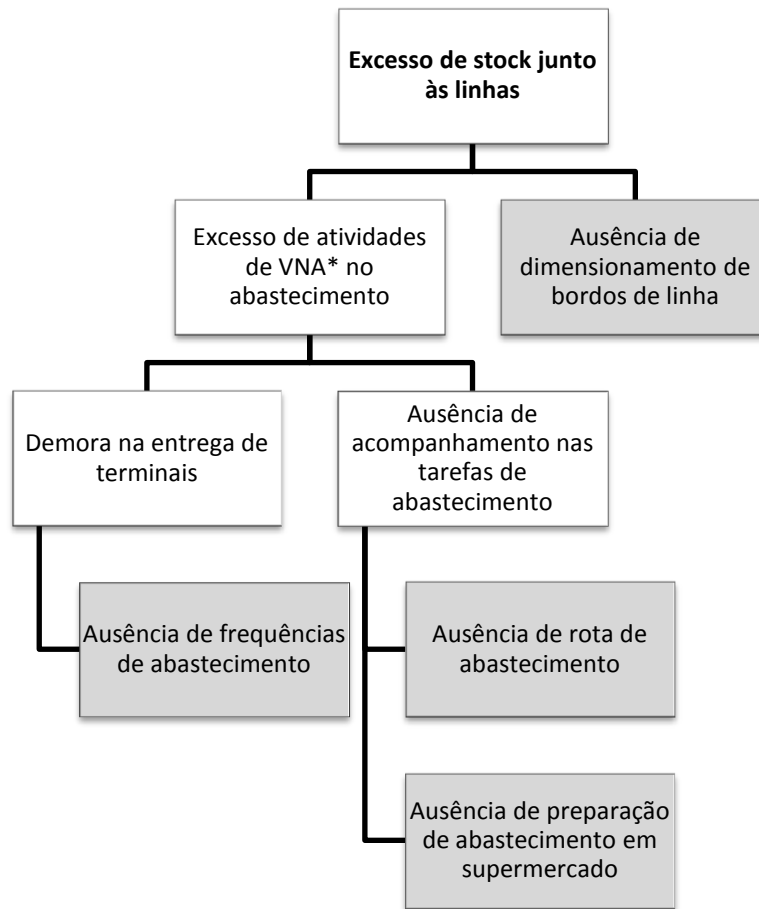 Excesso de stock junto
às linhas
Excesso de atividades
de VNA* no
abastecimento
Ausência de
dimensionamento de
bordos de linha
Demora na entrega de
terminais
Ausência de
acompanhamento nas
tarefas de
abastecimento
Ausência de frequências
de abastecimento
Ausência de rota de
abastecimento
Ausência de preparação
de abastecimento em
supermercado